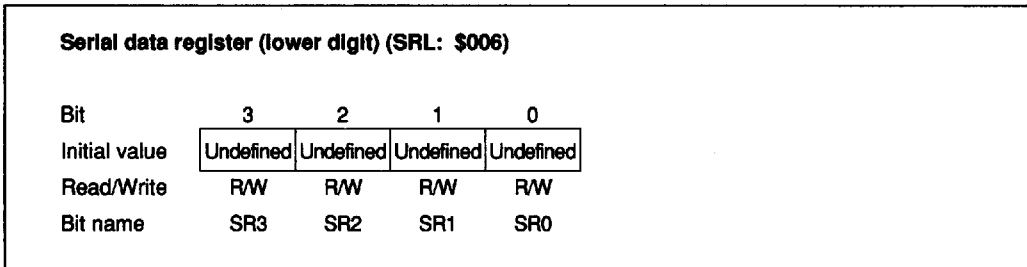 Serial data register (lower digit) (SRL: $006)
Bit 3 2 1 0
Initial value Undefined Undefined Undefined Undefined
Read/Write R/W R/W R/W R/W
Bit name SR3 SR2 SR1 SR0